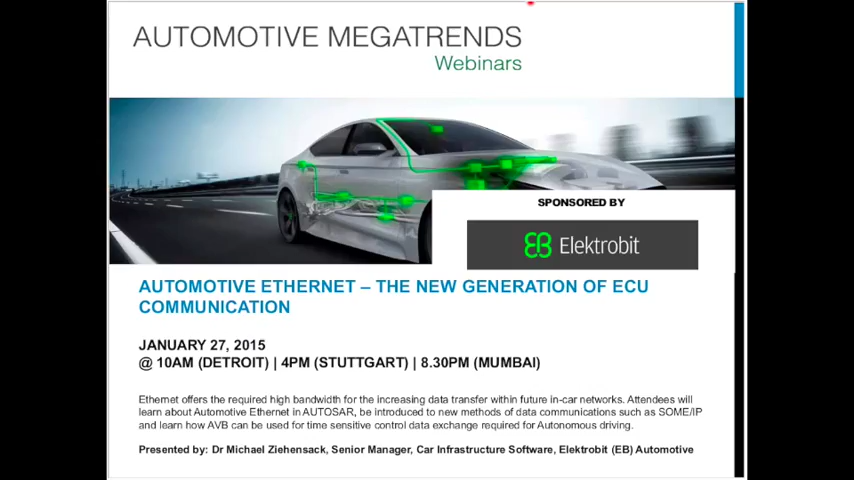 AUTOMOTIVE MEGATRENDS
Webinars
SPONSORED BY
EB Elektrobit
AUTOMOTIVE ETHERNET – THE NEW GENERATION OF ECU
COMMUNICATION
JANUARY 27, 2015
@ 10AM (DETROIT) | 4PM (STUTTGART) | 8.30PM (MUMBAI)
Ethernet offers the required high bandwidth for the increasing data transfer within future in-car networks. Attendees will
learn about Automotive Ethernet in AUTOSAR, be introduced to new methods of data communications such as SOME/IP
and learn how AVB can be used for time sensitive control data exchange required for Autonomous driving.
Presented by: Dr Michael Ziehensack, Senior Manager, Car Infrastructure Software, Elektrobit (EB) Automotive